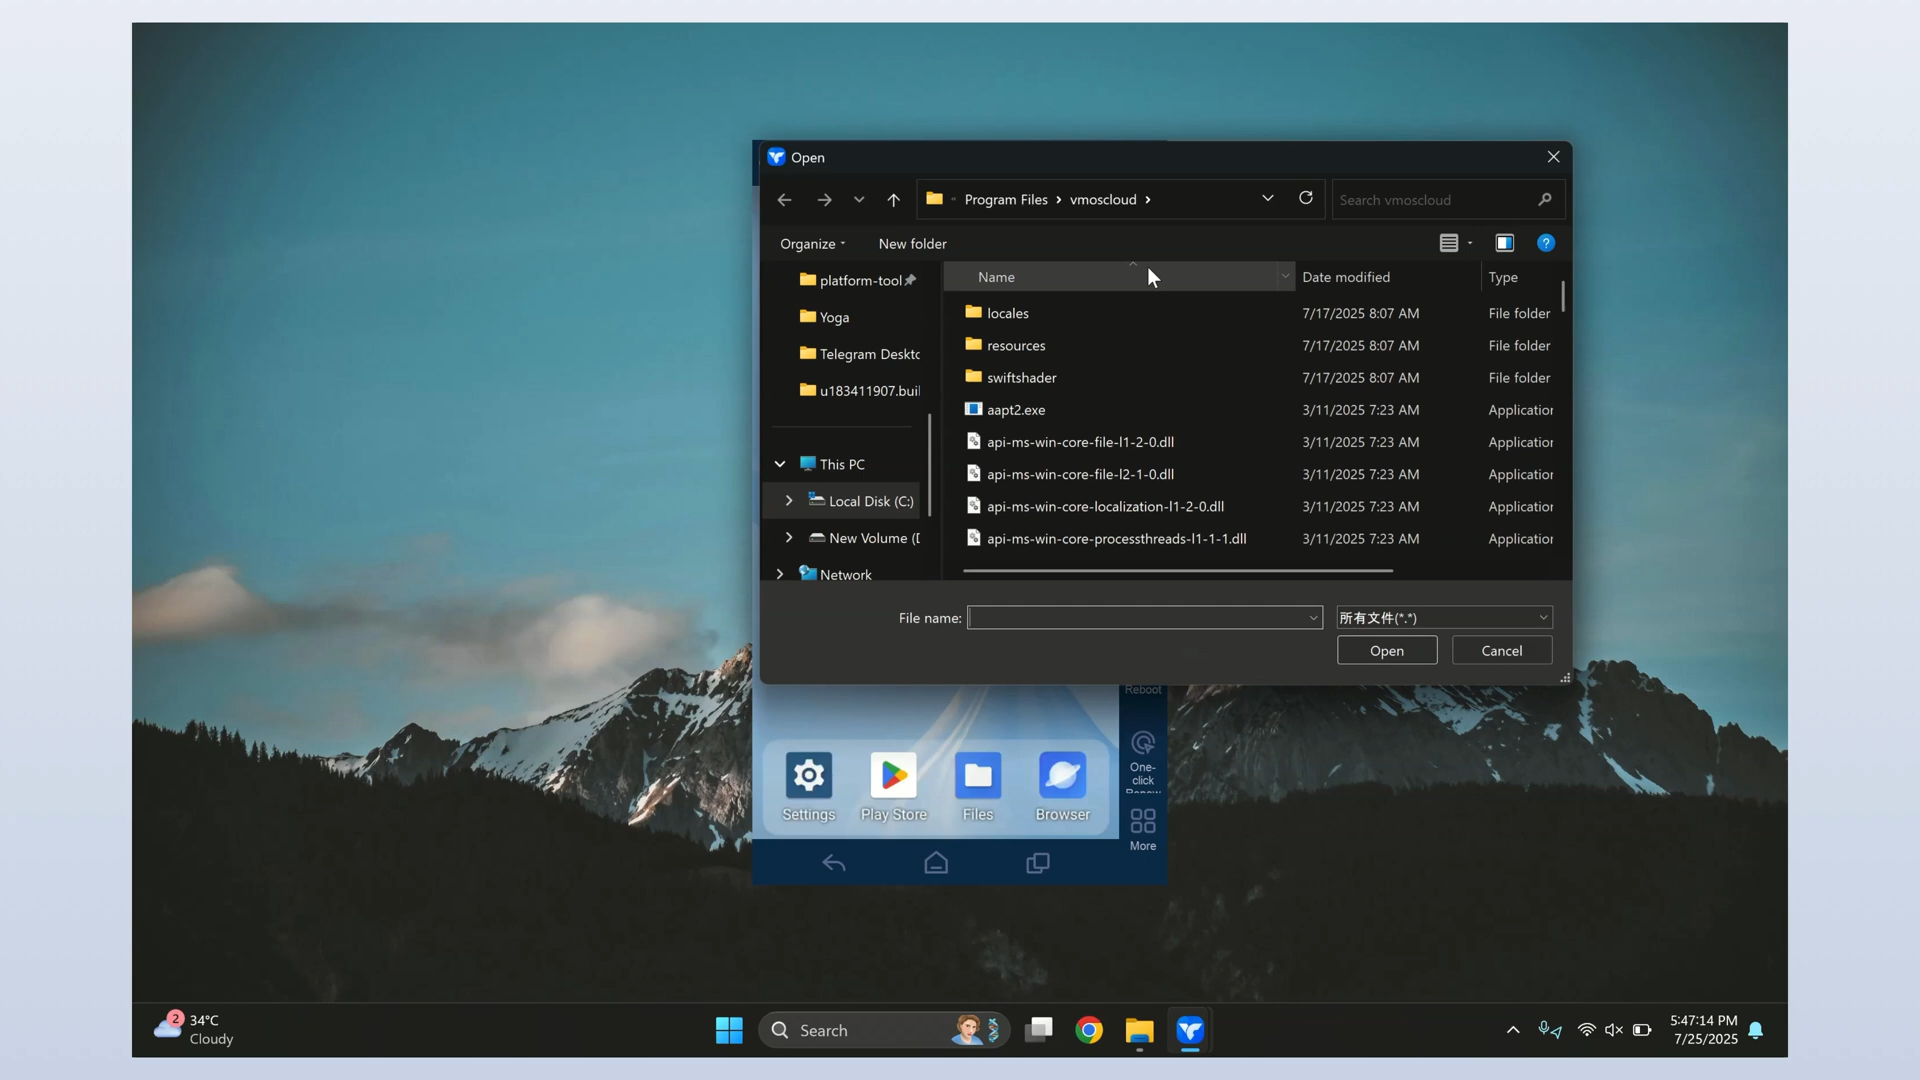 Open
Program Files > vmoscloud >
Search vmoscloud
Organize
New folder
?
Name
Date modified
Type
platform-tool
Yoga
Telegram Deskto
u183411907.buil
This PC
Local Disk (C:)
New Volume (D
Network
locales 7/17/2025 8:07 AM File folder
resources 7/17/2025 8:07 AM File folder
swiftshader 7/17/2025 8:07 AM File folder
aapt2.exe 3/11/2025 7:23 AM Application
api-ms-win-core-file-l1-2-0.dll 3/11/2025 7:23 AM Application
api-ms-win-core-file-l2-1-0.dll 3/11/2025 7:23 AM Application
api-ms-win-core-localization-l1-2-0.dll 3/11/2025 7:23 AM Application
api-ms-win-core-processthreads-l1-1-1.dll 3/11/2025 7:23 AM Application
File name:
所有文件(*.*)
Open
Cancel
Reboot
One-
click
Renew
More
Settings
Play Store
Files
Browser
2
34°C
Cloudy
Search
5:47:14 PM
7/25/2025